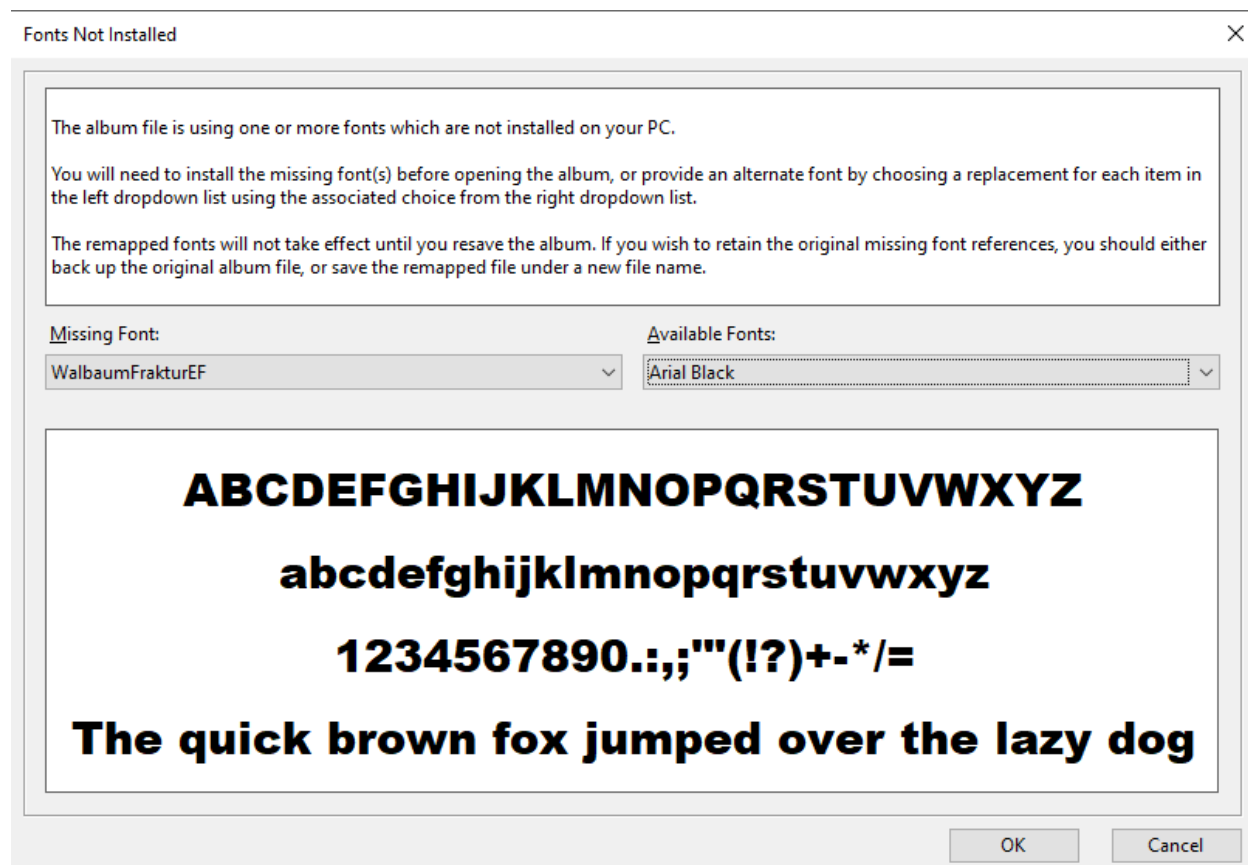 Fonts Not Installed
The album file is using one or more fonts which are not installed on your PC.
You will need to install the missing font(s) before opening the album, or provide an alternate font by choosing a replacement for each item in
the left dropdown list using the associated choice from the right dropdown list.
The remapped fonts will not take effect until you resave the album. If you wish to retain the original missing font references, you should either
back up the original album file, or save the remapped file under a new file name.
Missing Font: Available Fonts:
WalbaumFrakturEF Arial Black
ABCDEFGHIJKLMNOPQRSTUVWXYZ
abcdefghijklmnopqrstuvwxyz
1234567890.:,;'"(!?)+-*/=
The quick brown fox jumped over the lazy dog
OK Cancel